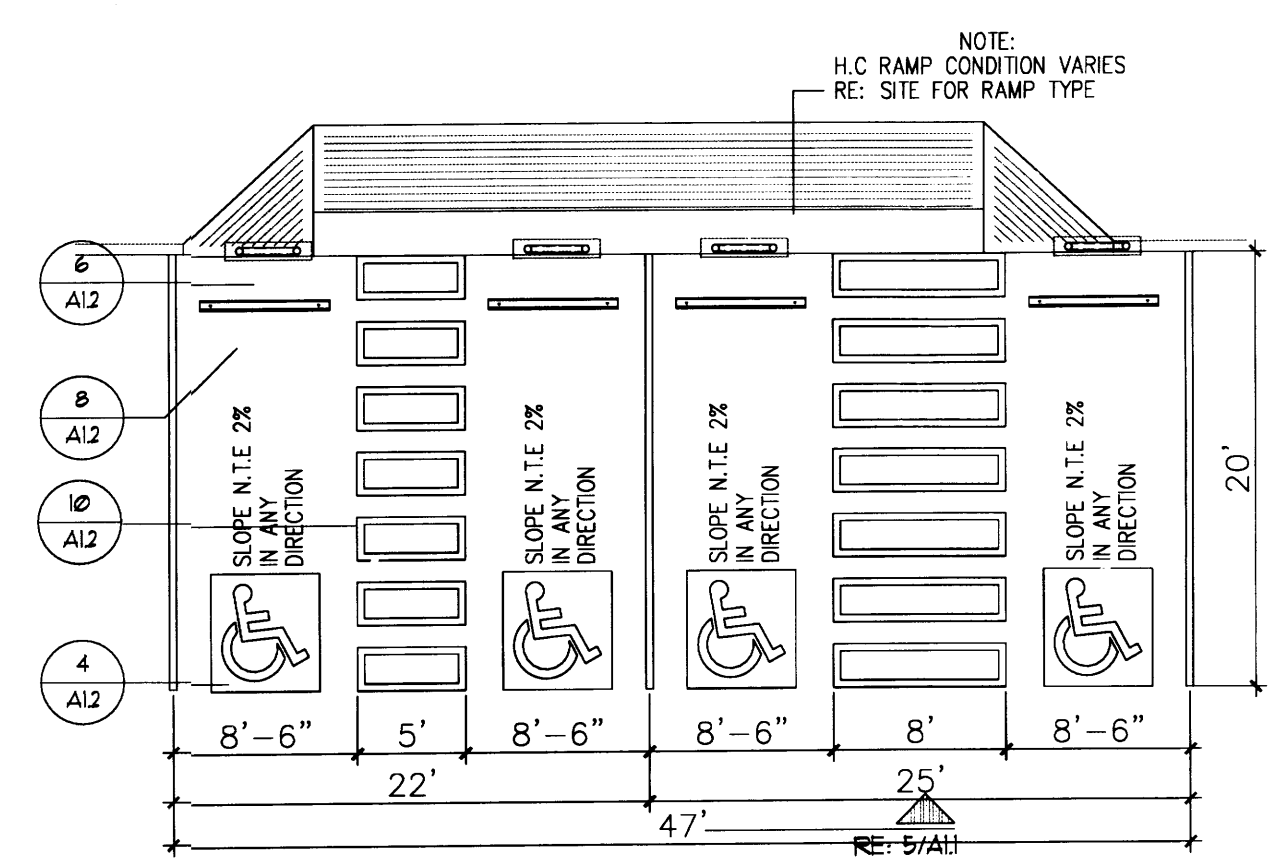 NOTE:
H.C RAMP CONDITION VARIES
RE: SITE FOR RAMP TYPE
6
A1.2
8
A1.2
10
A1.2
4
A1.2
SLOPE N.T.E 2%
IN ANY
DIRECTION
SLOPE N.T.E 2%
IN ANY
DIRECTION
SLOPE N.T.E 2%
IN ANY
DIRECTION
SLOPE N.T.E 2%
IN ANY
DIRECTION
20'
8'-6"
5'
8'-6"
8'-6"
8'
8'-6"
22'
25'
47'
RE: 5/A1.1